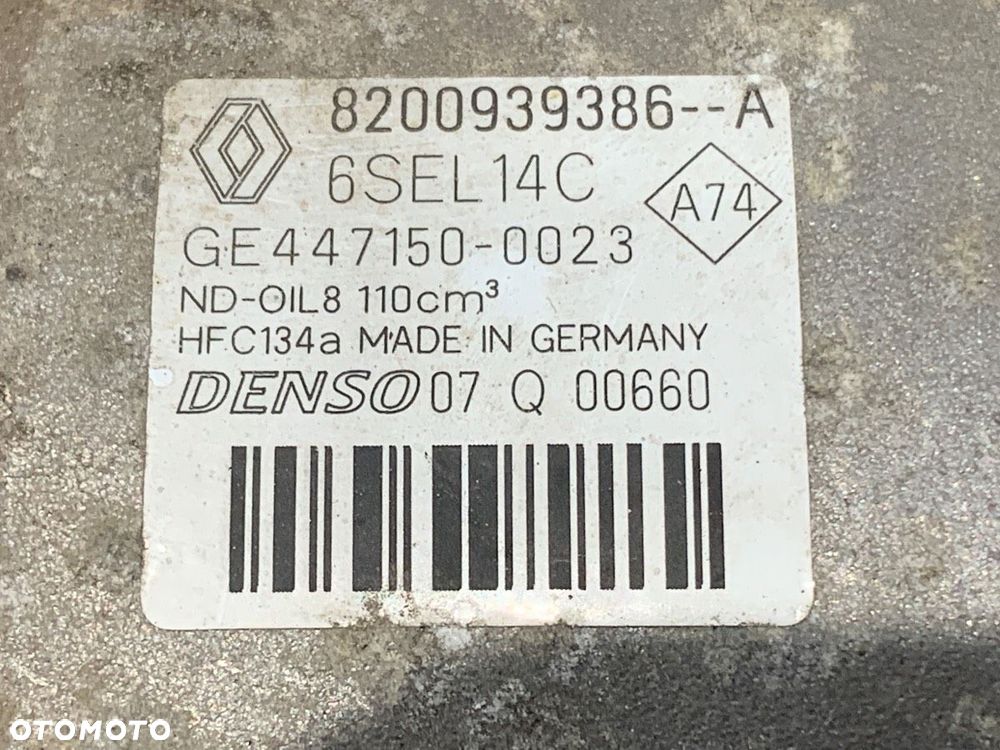 8200939386--A
6SEL14C
A74
GE447150-0023
ND-OIL8 110cm³
HFC134a MADE IN GERMANY
DENSO 07 Q 00660
OTOMOTO